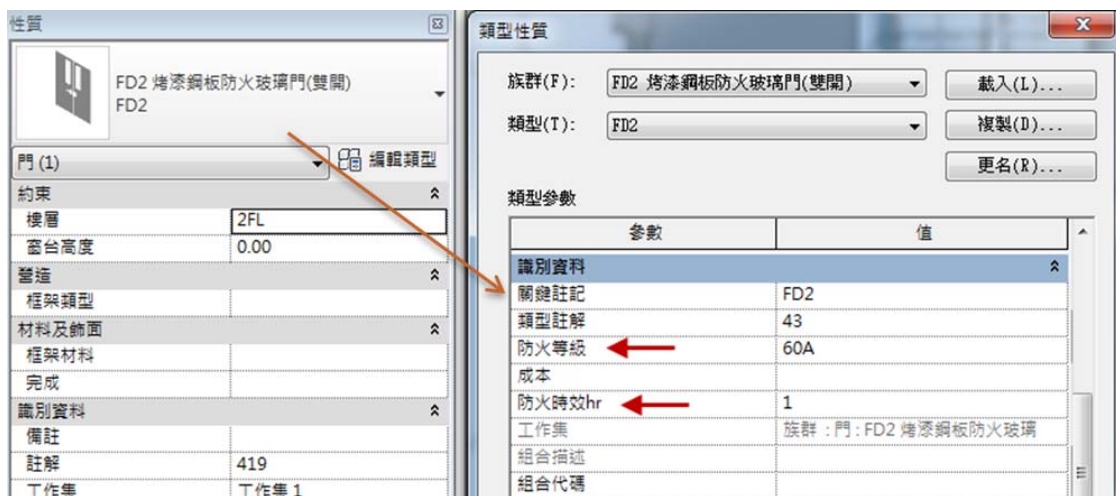 性質
FD2 烤漆鋼板防火玻璃門(雙開)
FD2
門 (1)
編輯類型
約束
樓層 2FL
窗台高度 0.00
營造
框架類型
材料及飾面
框架材料
完成
識別資料
備註
註解 419
工作集 工作集 1
類型性質
族群(F): FD2 烤漆鋼板防火玻璃門(雙開) 載入(L)...
類型(T): FD2 複製(D)...
更名(R)...
類型參數
參數 值
識別資料
關鍵註記 FD2
類型註解 43
防火等級 60A
成本
防火時效hr 1
工作集 族群 : 門 : FD2 烤漆鋼板防火玻璃
組合描述
組合代碼